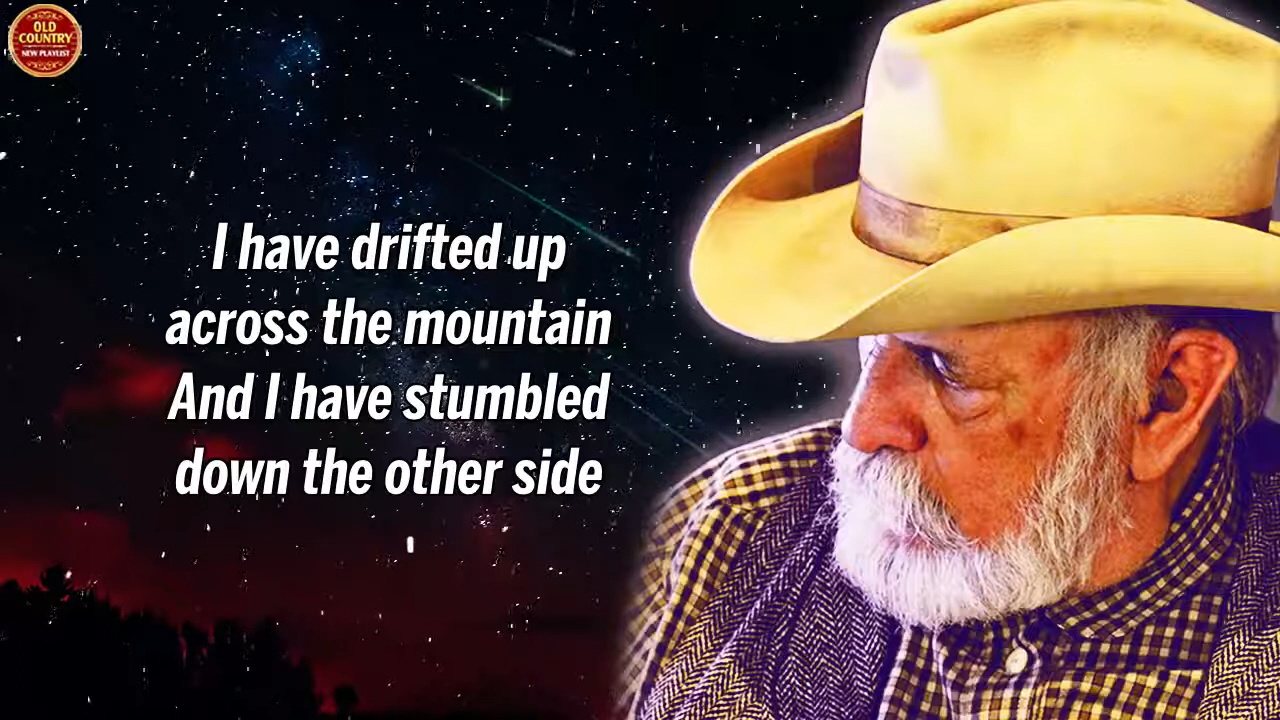 OLD
COUNTRY
NEW PLAYLIST
I have drifted up
across the mountain
And I have stumbled
down the other side